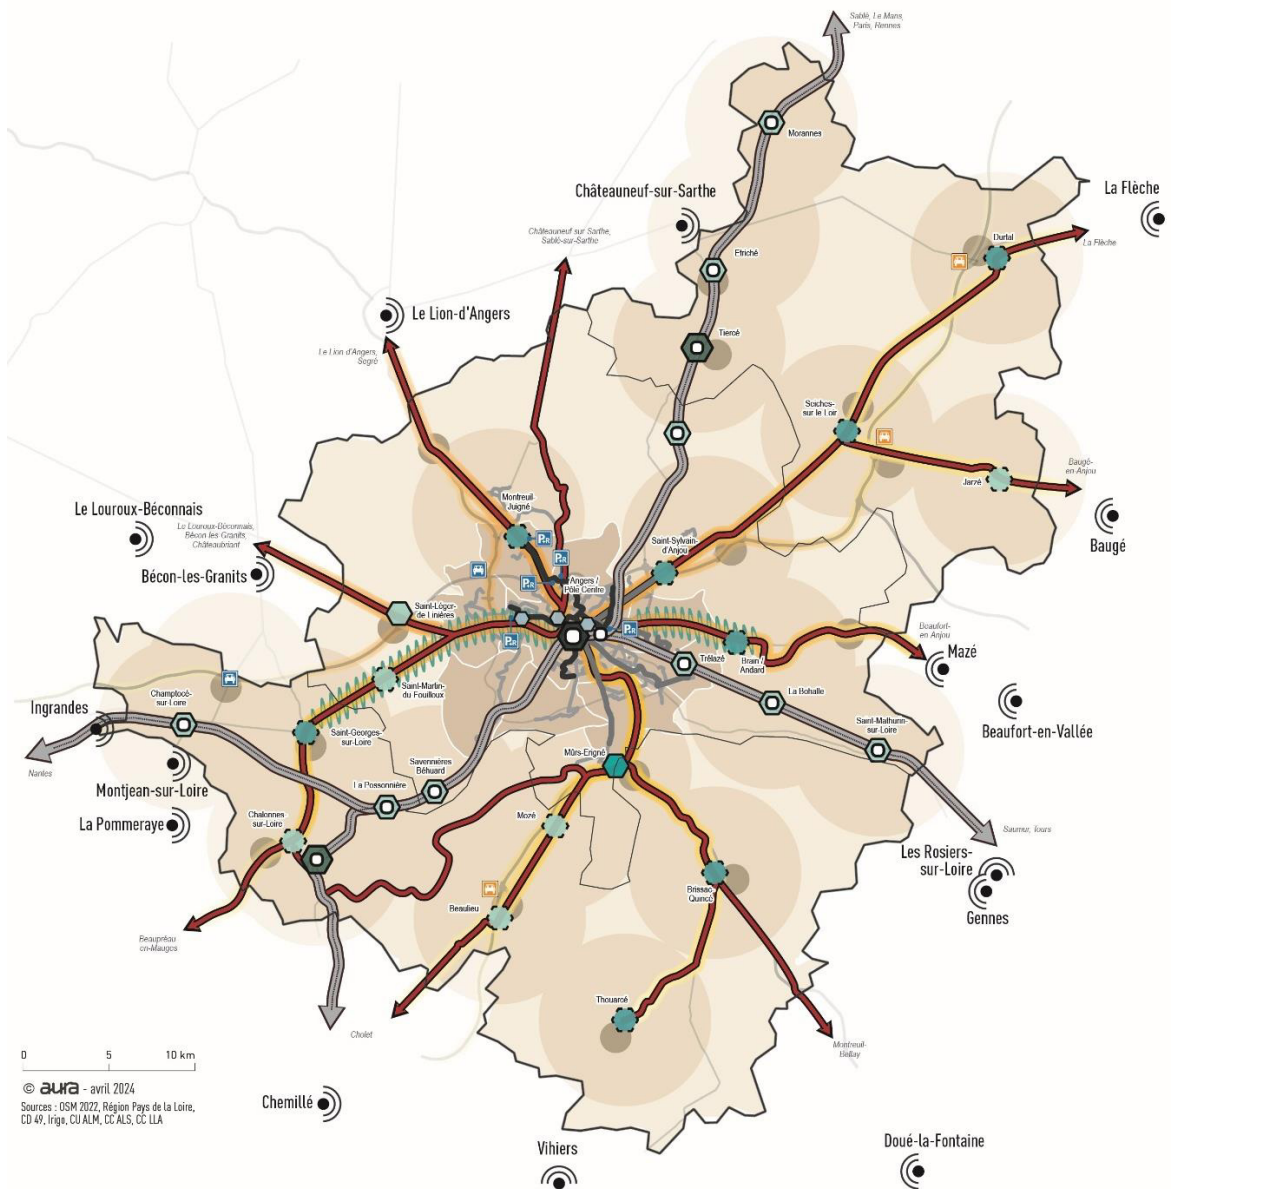 Sablé, Le Mans,
Paris, Rennes
Morannes
La Flèche
Châteauneuf-sur-Sarthe
Châteauneuf sur Sarthe,
Sablé-sur-Sarthe
Durtal
La Flèche
Etriché
Le Lion-d'Angers
Tiercé
Le Lion d'Angers,
Segré
Seiches-
sur le Loir
Baugé-
en-Anjou
Jarzé
Montreuil-
Juigné
Le Louroux-Béconnais
Le Louroux-Béconnais,
Bécon les Granits,
Châteaubriant
Baugé
P+R
Saint-Sylvain-
d'Anjou
P+R
Bécon-les-Granits
Angers /
Pôle Centre
P+R
Saint-Léger-
de Linières
P+R
P+R
Beaufort-
en Anjou
Mazé
Trélazé
Brain /
Andard
Saint-Martin-
du Fouilloux
La Bohalle
Champtocé-
sur-Loire
Ingrandes
Saint-Mathurin-
sur-Loire
Beaufort-en-Vallée
Saint-Georges-
sur-Loire
Mûrs-Erigné
Savennières
Béhuard
Nantes
Montjean-sur-Loire
La Possonnière
Chalonnes-
sur-Loire
Mozé
La Pommeraye
Saumur, Tours
Les Rosiers-
sur-Loire
Brissac-
Quincé
Gennes
Beaulieu
Beaupréau
en-Mauges
Thouarcé
Cholet
Montreuil-
Bellay
0 5 10 km
© aura - avril 2024
Sources : OSM 2022, Région Pays de la Loire,
CD 49, Irigo, CU ALM, CC ALS, CC LLA
Chemillé
Vihiers
Doué-la-Fontaine